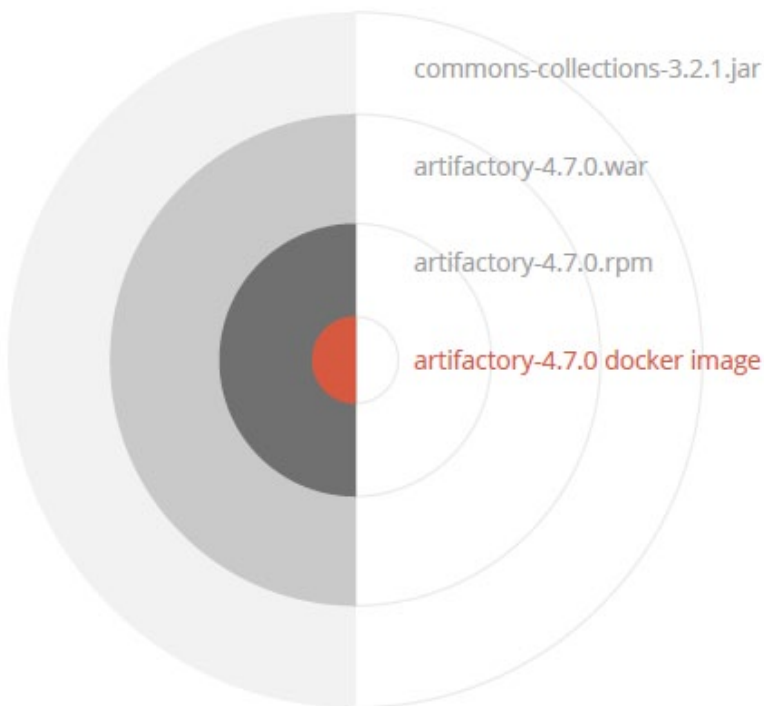 commons-collections-3.2.1.jar
artifactory-4.7.0.war
artifactory-4.7.0.rpm
artifactory-4.7.0 docker image